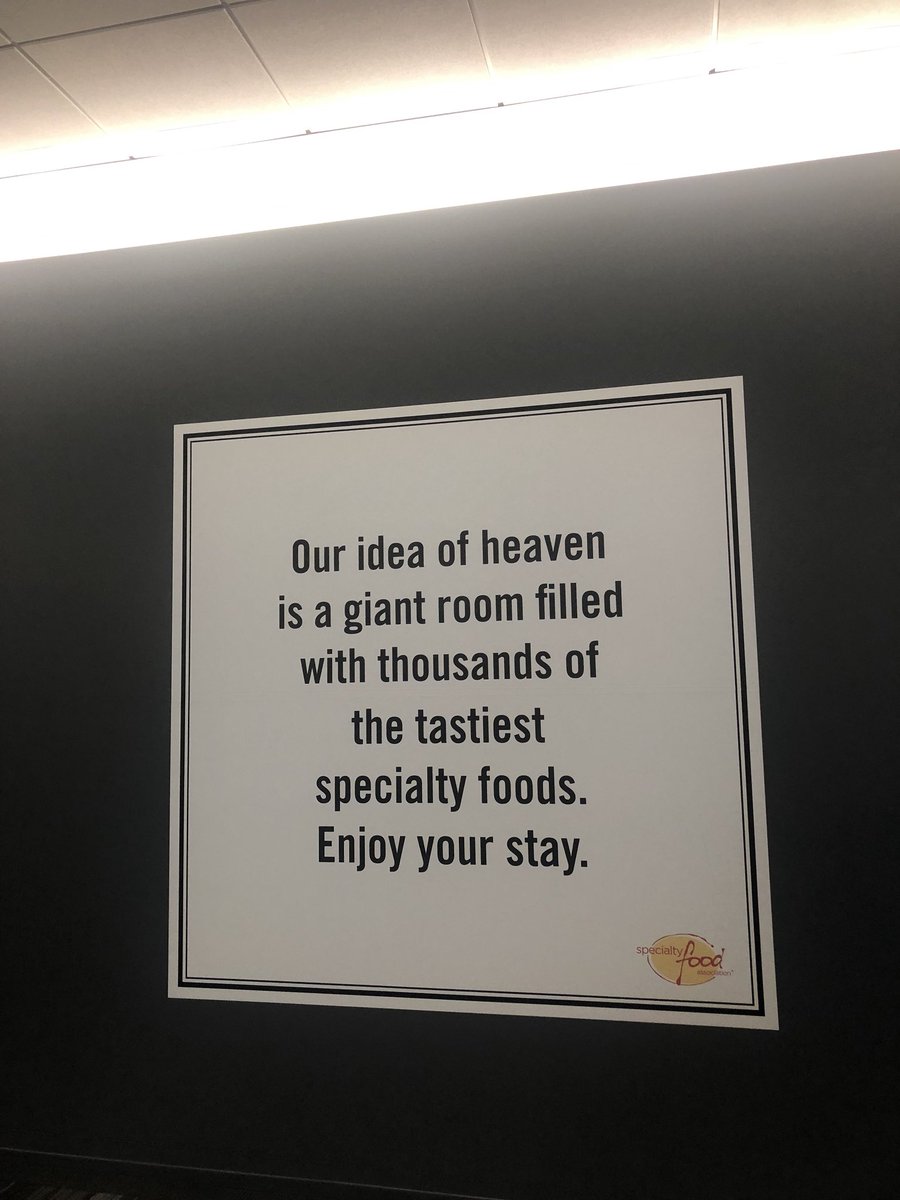 Our idea of heaven
is a giant room filled
with thousands of
the tastiest
specialty foods.
Enjoy your stay.
specialty
food
association